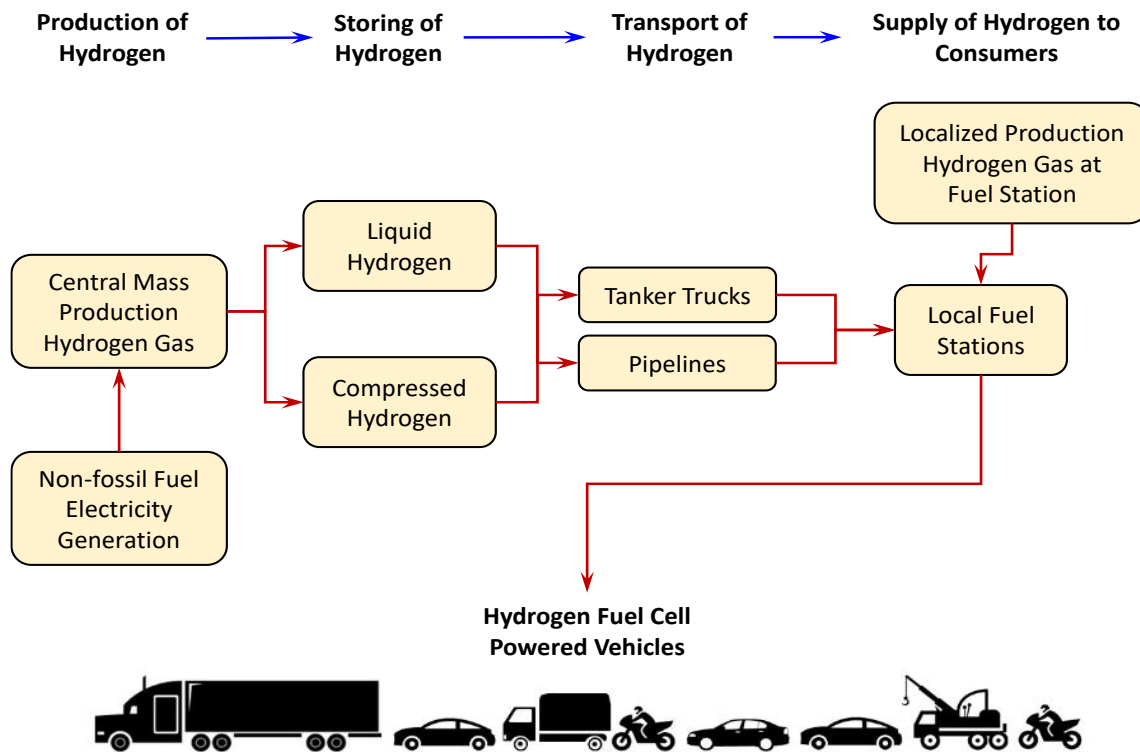 Production of
Hydrogen
Storing of
Hydrogen
Transport of
Hydrogen
Supply of Hydrogen to
Consumers
Localized Production
Hydrogen Gas at
Fuel Station
Liquid
Hydrogen
Central Mass
Production
Hydrogen Gas
Tanker Trucks
Local Fuel
Stations
Pipelines
Compressed
Hydrogen
Non-fossil Fuel
Electricity
Generation
Hydrogen Fuel Cell
Powered Vehicles